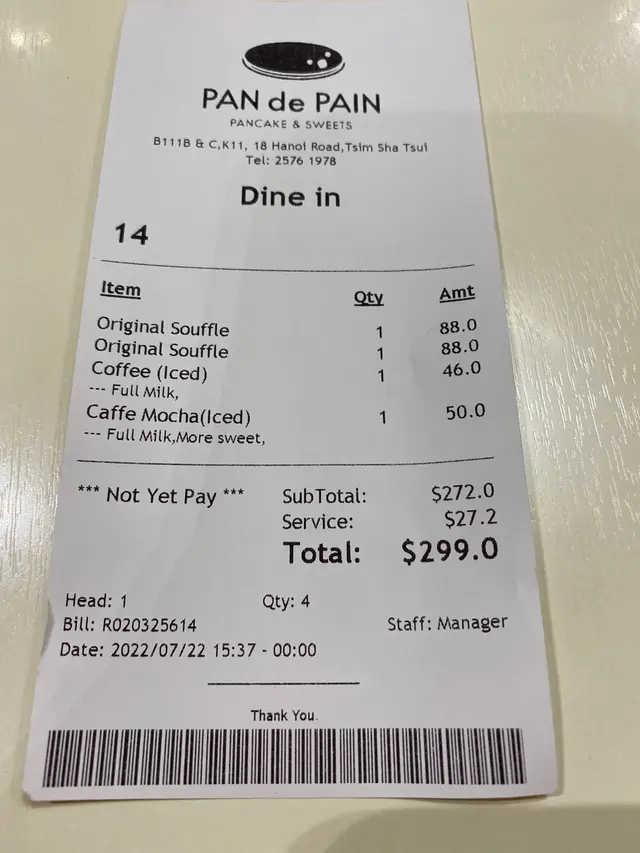 PAN de PAIN
PANCAKE & SWEETS
B111B & C,K11, 18 Hanoi Road,Tsim Sha Tsui
Tel: 2576 1978
Dine in
14
Item Qty Amt
Original Souffle 1 88.0
Original Souffle 1 88.0
Coffee (Iced) 1 46.0
--- Full Milk,
Caffe Mocha(Iced) 1 50.0
--- Full Milk,More sweet,
*** Not Yet Pay *** SubTotal: $272.0
Service: $27.2
Total: $299.0
Head: 1 Qty: 4
Bill: R020325614 Staff: Manager
Date: 2022/07/22 15:37 - 00:00
Thank You.